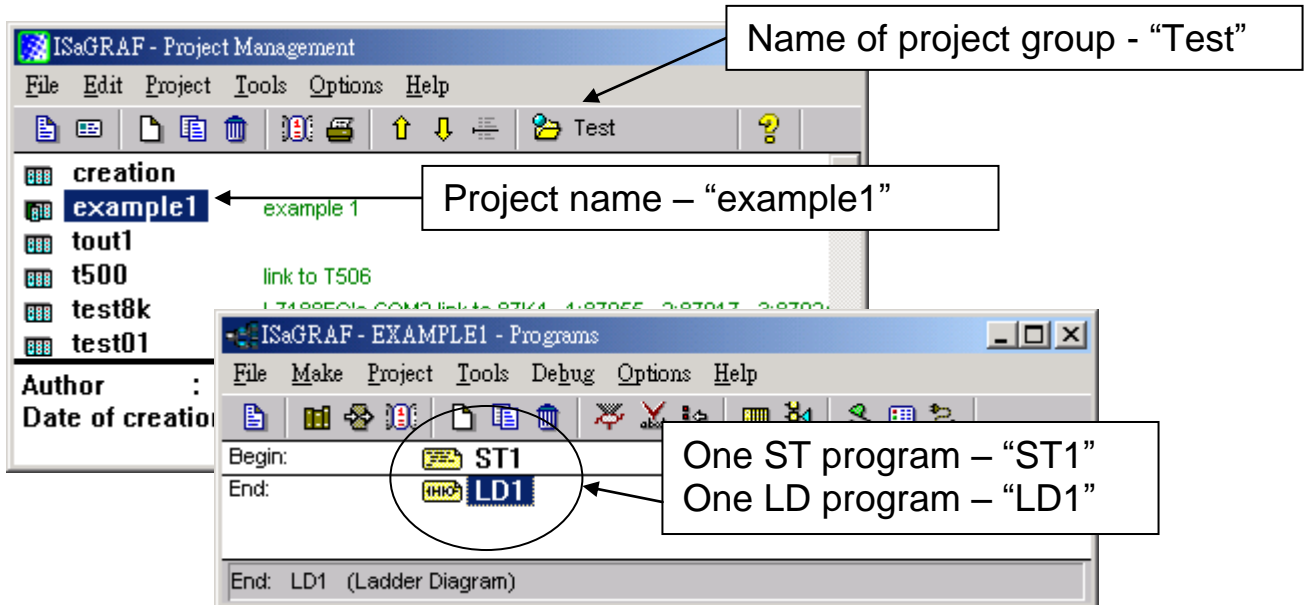 Name of project group - “Test”
ISaGRAF - Project Management
File Edit Project Tools Options Help
Test
creation
example1 example 1
Project name – “example1”
tout1
t500 link to T506
test8k
test01
Author :
ISaGRAF - EXAMPLE1 - Programs
File Make Project Tools Debug Options Help
Date of creation
Begin: ST1
End: LD1
One ST program – “ST1”
One LD program – “LD1”
End: LD1 (Ladder Diagram)